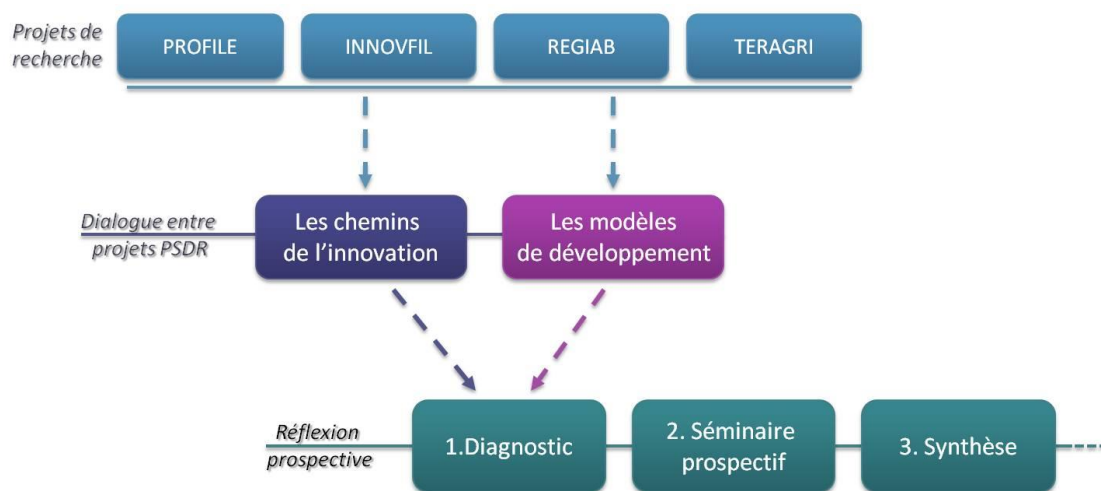 Projets de
recherche
PROFILE
INNOVFIL
REGIAB
TERAGRI
Dialogue entre
projets PSDR
Les chemins
de l'innovation
Les modèles
de développement
Réflexion
prospective
1.Diagnostic
2. Séminaire
prospectif
3. Synthèse